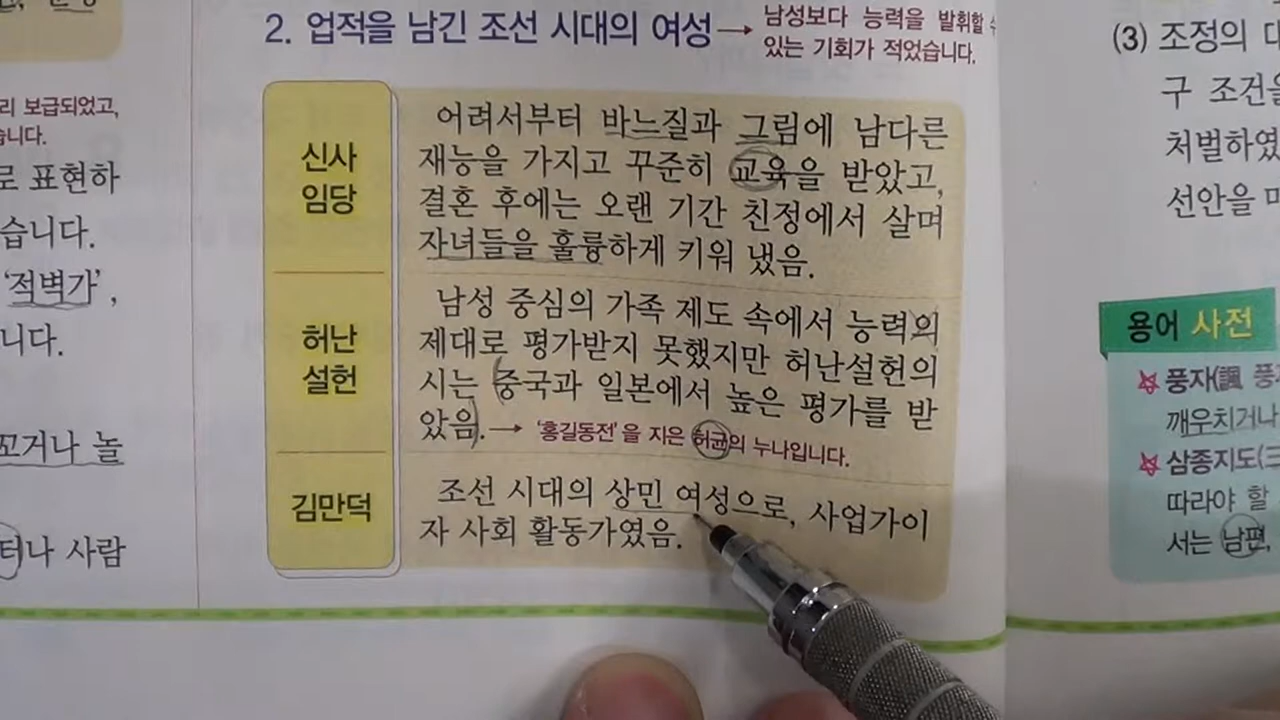 리 보급되었고,
습니다.
로 표현하
습니다.
‘적벽가’,
니다.
꼬거나 놀
터나 사람
2. 업적을 남긴 조선 시대의 여성 → 남성보다 능력을 발휘할 수
있는 기회가 적었습니다.
신사
임당
어려서부터 바느질과 그림에 남다른
재능을 가지고 꾸준히 교육을 받았고,
결혼 후에는 오랜 기간 친정에서 살며
자녀들을 훌륭하게 키워 냈음.
허난
설헌
남성 중심의 가족 제도 속에서 능력의
제대로 평가받지 못했지만 허난설헌의
시는 중국과 일본에서 높은 평가를 받
았음. → ‘홍길동전’을 지은 허균의 누나입니다.
김만덕
조선 시대의 상민 여성으로, 사업가이
자 사회 활동가였음.
(3) 조정의 대
구 조건을
처벌하였
선안을 마
용어 사전
풍자(諷 풍자
깨우치거나
삼종지도(三
따라야 할
서는 남편,